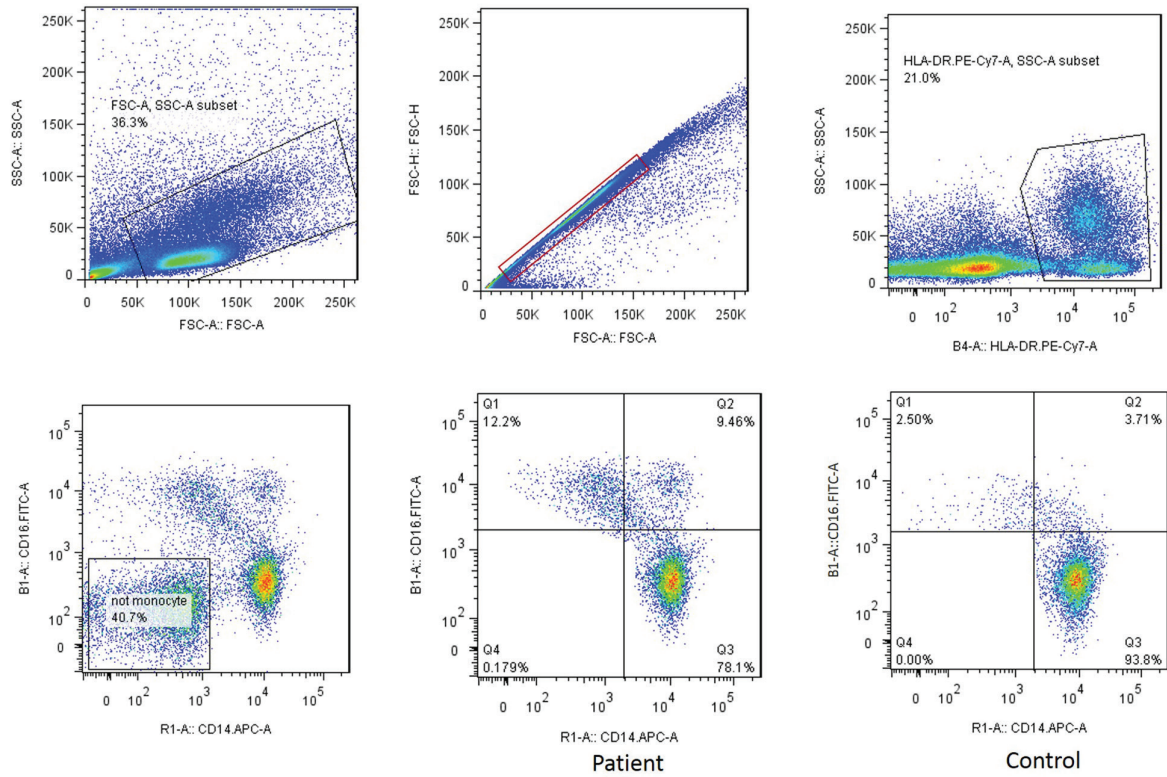 250K
200K
150K
100K
50K
0
SSC-A:: SSC-A
FSC-A, SSC-A subset
36.3%
0 50K 100K 150K 200K 250K
FSC-A:: FSC-A
250K
200K
150K
100K
50K
0
FSC-H:: FSC-H
0 50K 100K 150K 200K 250K
FSC-A:: FSC-A
250K
200K
150K
100K
50K
0
SSC-A:: SSC-A
HLA-DR.PE-Cy7-A, SSC-A subset
21.0%
0 10² 10³ 10⁴ 10⁵
B4-A:: HLA-DR.PE-Cy7-A
10⁵
10⁴
10³
10²
0
B1-A:: CD16.FITC-A
not monocyte
40.7%
0 10² 10³ 10⁴ 10⁵
R1-A:: CD14.APC-A
10⁵
10⁴
10³
10²
0
B1-A:: CD16.FITC-A
Q1
12.2%
Q2
9.46%
Q4
0.179%
Q3
78.1%
0 10² 10³ 10⁴ 10⁵
R1-A:: CD14.APC-A
Patient
10⁵
10⁴
10³
10²
0
B1-A::CD16.FITC-A
Q1
2.50%
Q2
3.71%
Q4
0.00%
Q3
93.8%
0 10² 10³ 10⁴ 10⁵
R1-A:: CD14.APC-A
Control